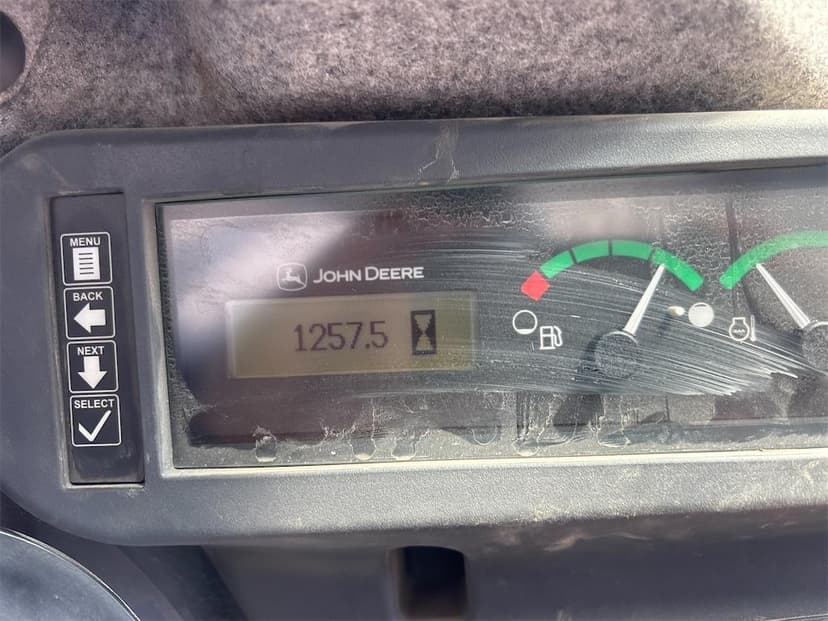 MENU
BACK
NEXT
SELECT
JOHN DEERE
1257.5